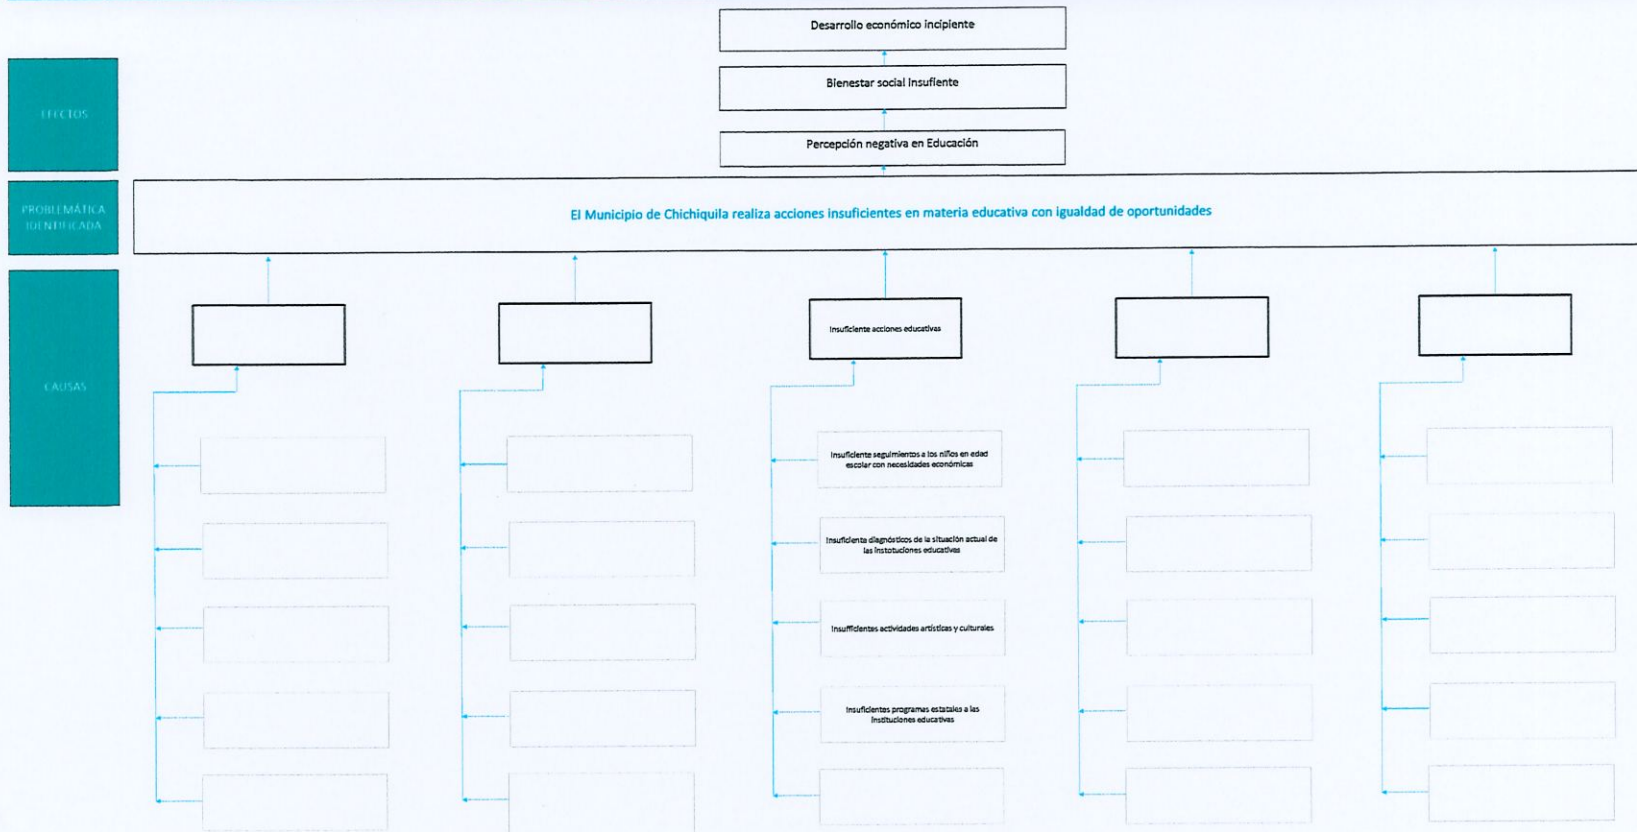 Desarrollo económico incipiente
Bienestar social Insufiente
Percepción negativa en Educación
EFECTOS
PROBLEMÁTICA
IDENTIFICADA
El Municipio de Chichiquila realiza acciones insuficientes en materia educativa con igualdad de oportunidades
CAUSAS
Insuficiente acciones educativas
Insuficiente seguimientos a los niños en edad
escolar con necesidades económicas
Insuficiente diagnósticos de la situación actual de
las instotuciones educativas
Insufficientes actividades artísticas y culturales
Insuficientes programas estatales a las
instituciones educativas